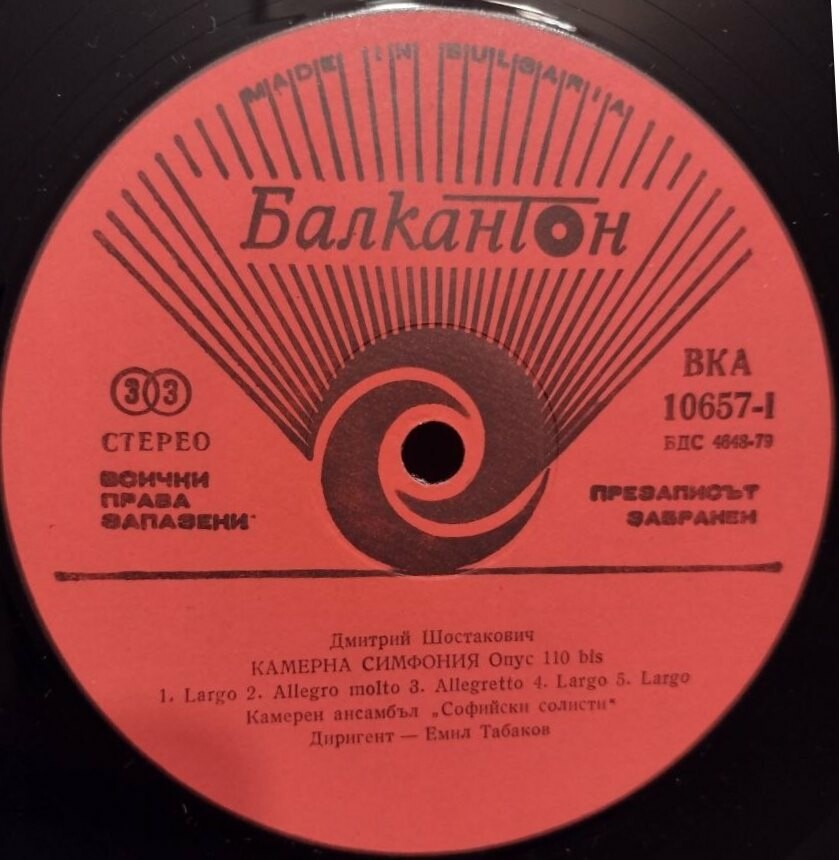 MADE IN BULGARIA
Балкантон
33
СТЕРЕО
ВСИЧКИ
ПРАВА
ЗАПАЗЕНИ
ВКА
10657-I
БДС 4648-79
ПРЕЗАПИСЪТ
ЗАБРАНЕН
Дмитрий Шостакович
КАМЕРНА СИМФОНИЯ Опус 110 bis
1. Largo 2. Allegro molto 3. Allegretto 4. Largo 5. Largo
Камерен ансамбъл „Софийски солисти“
Диригент — Емил Табаков